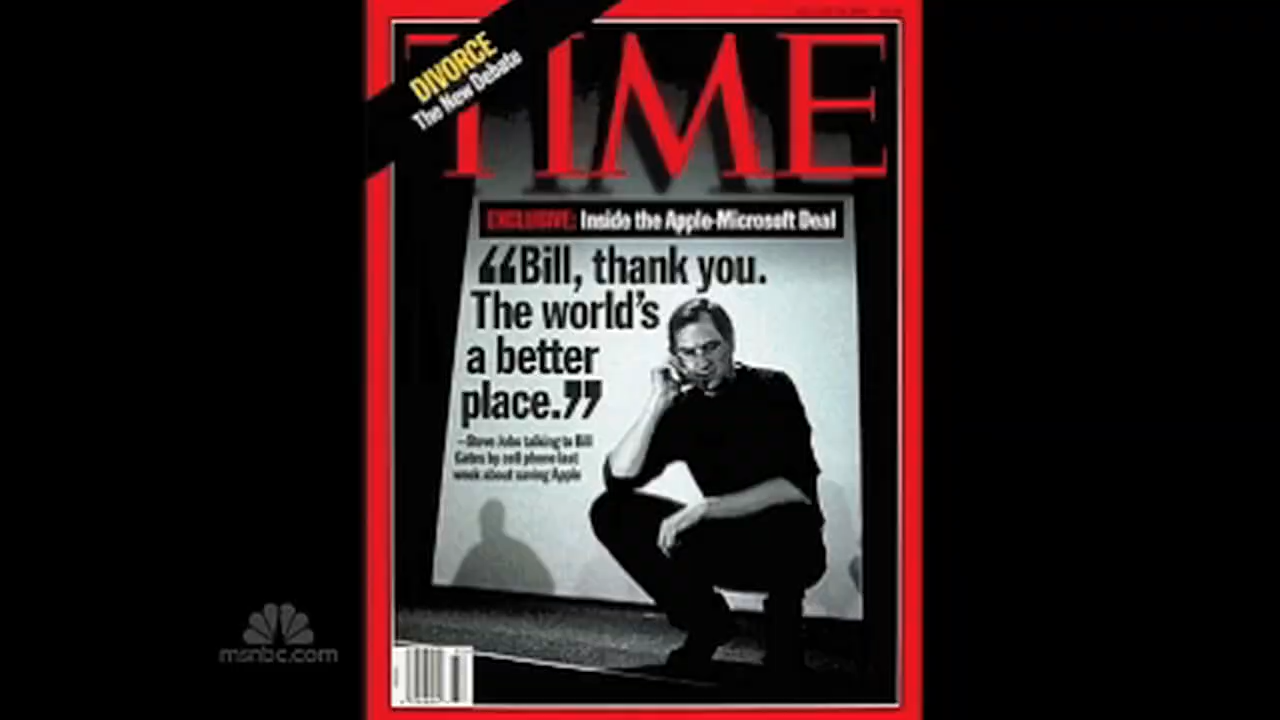 DIVORCE
The New Debate
TIME
EXCLUSIVE: Inside the Apple-Microsoft Deal
“Bill, thank you.
The world's
a better
place.”
—Steve Jobs talking to Bill
Gates by cell phone last
week about saving Apple
msnbc.com